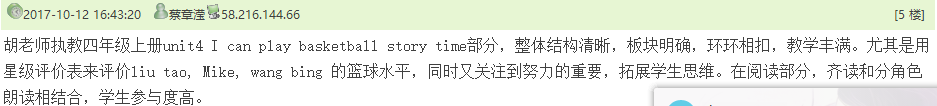 2017-10-12 16:43:20 蔡章滢 58.216.144.66 [5 楼]
胡老师执教四年级上册unit4 I can play basketball story time部分，整体结构清晰，板块明确，环环相扣，教学丰满。尤其是用
星级评价表来评价liu tao, Mike, wang bing 的篮球水平，同时又关注到努力的重要，拓展学生思维。在阅读部分，齐读和分角色
朗读相结合，学生参与度高。